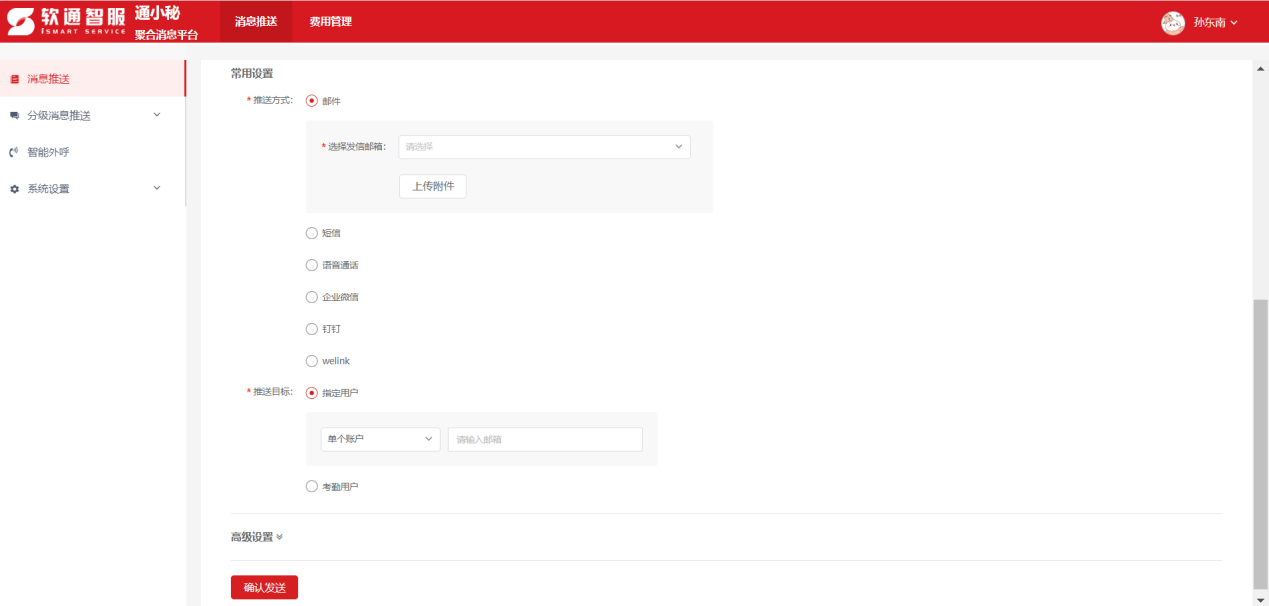 软通智服 通小秘 消息推送 费用管理 孙东南
iSMART SERVICE 聚合消息平台
消息推送
分级消息推送
智能外呼
系统设置
常用设置
* 推送方式: 邮件
* 选择发信邮箱: 请选择
上传附件
短信
语音通话
企业微信
钉钉
welink
* 推送目标: 指定用户
单个账户 请输入邮箱
考勤用户
高级设置
确认发送